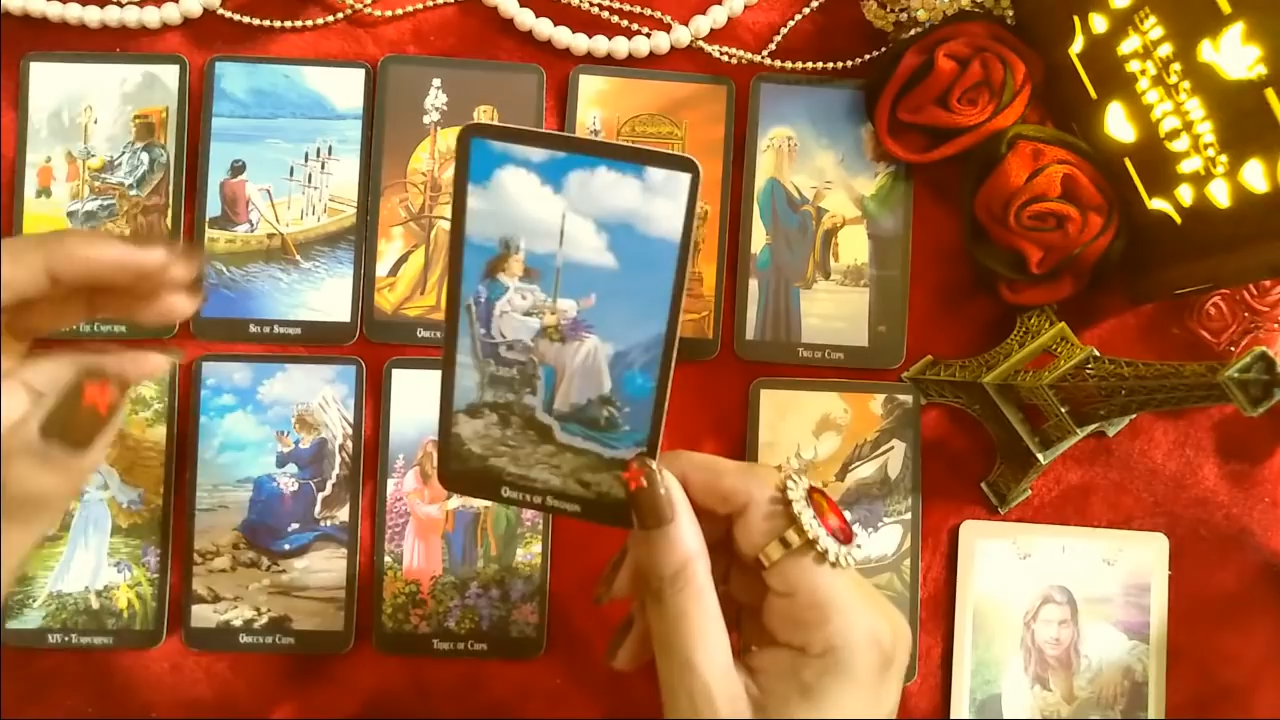 BLESSINGS
TAROT
IV • THE EMPEROR
SIX OF SWORDS
QUEEN
TWO OF CUPS
QUEEN OF SWORDS
XIV • TEMPERANCE
QUEEN OF CUPS
THREE OF CUPS